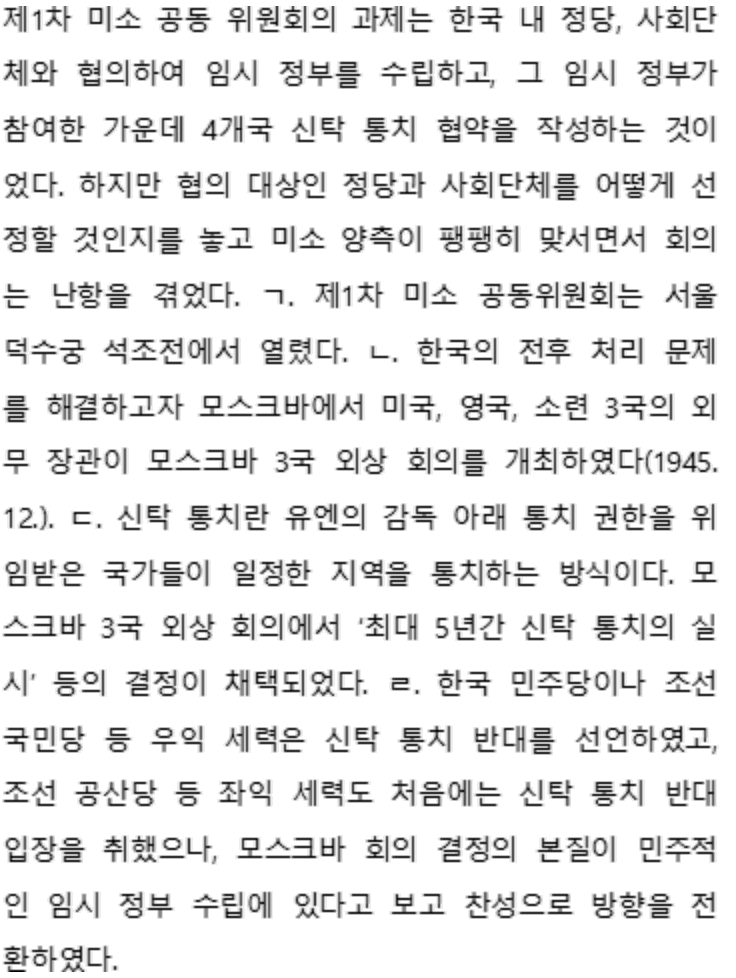 제1차 미소 공동 위원회의 과제는 한국 내 정당, 사회단
체와 협의하여 임시 정부를 수립하고, 그 임시 정부가
참여한 가운데 4개국 신탁 통치 협약을 작성하는 것이
었다. 하지만 협의 대상인 정당과 사회단체를 어떻게 선
정할 것인지를 놓고 미소 양측이 팽팽히 맞서면서 회의
는 난항을 겪었다. ㄱ. 제1차 미소 공동위원회는 서울
덕수궁 석조전에서 열렸다. ㄴ. 한국의 전후 처리 문제
를 해결하고자 모스크바에서 미국, 영국, 소련 3국의 외
무 장관이 모스크바 3국 외상 회의를 개최하였다(1945.
12.). ㄷ. 신탁 통치란 유엔의 감독 아래 통치 권한을 위
임받은 국가들이 일정한 지역을 통치하는 방식이다. 모
스크바 3국 외상 회의에서 '최대 5년간 신탁 통치의 실
시' 등의 결정이 채택되었다. ㄹ. 한국 민주당이나 조선
국민당 등 우익 세력은 신탁 통치 반대를 선언하였고,
조선 공산당 등 좌익 세력도 처음에는 신탁 통치 반대
입장을 취했으나, 모스크바 회의 결정의 본질이 민주적
인 임시 정부 수립에 있다고 보고 찬성으로 방향을 전
환하였다.